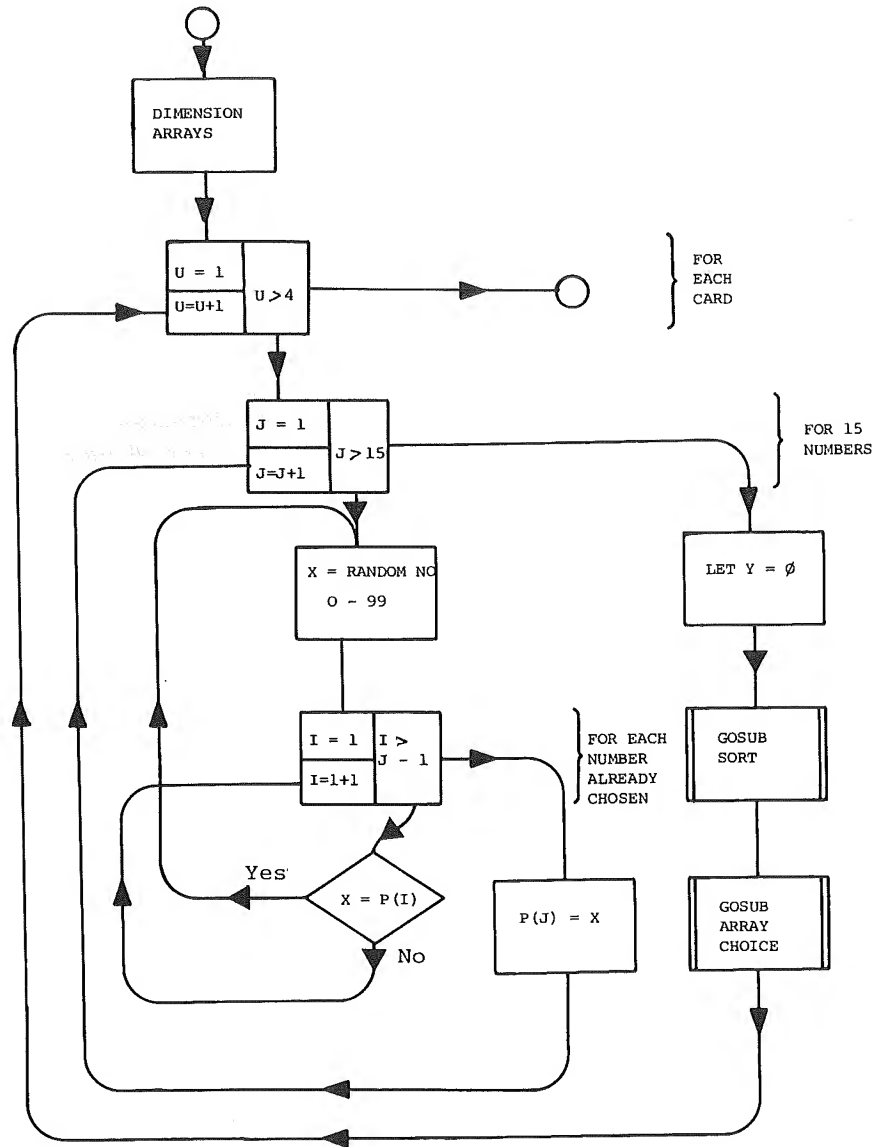 DIMENSION
ARRAYS
U = 1
U=U+1
U>4
FOR
EACH
CARD
J = 1
J=J+1
J>15
FOR 15
NUMBERS
X = RANDOM NO
O - 99
LET Y = Ø
I = 1
I=1+1
I >
J - 1
FOR EACH
NUMBER
ALREADY
CHOSEN
GOSUB
SORT
Yes
X = P(I)
No
P(J) = X
GOSUB
ARRAY
CHOICE